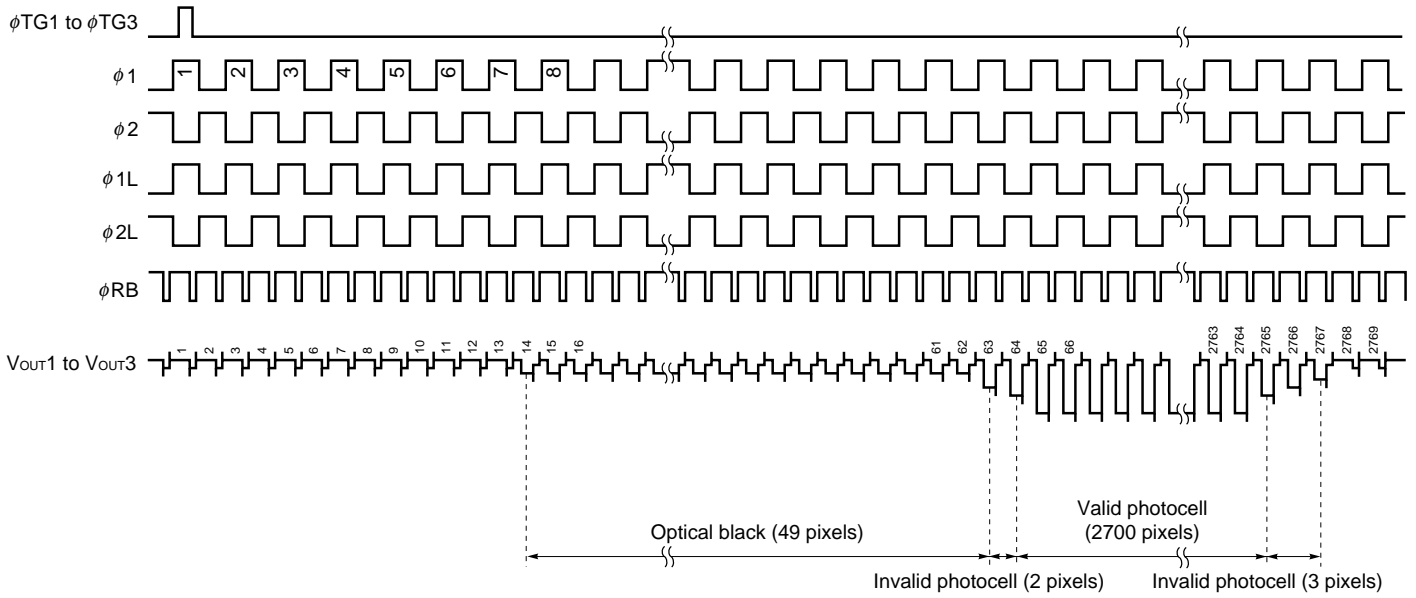 ϕTG1 to ϕTG3
ϕ1
1 2 3 4 5 6 7 8
ϕ2
ϕ1L
ϕ2L
ϕRB
VOUT1 to VOUT3
1 2 3 4 5 6 7 8 9 10 11 12 13 14 15 16 61 62 63 64 65 66 2763 2764 2765 2766 2767 2768 2769
Optical black (49 pixels)
Valid photocell
(2700 pixels)
Invalid photocell (2 pixels)
Invalid photocell (3 pixels)